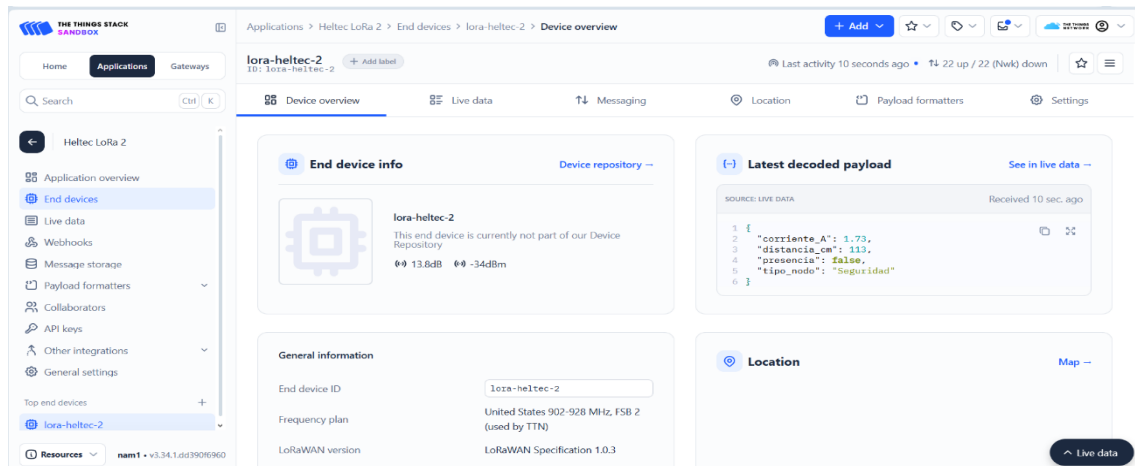 THE THINGS STACK
SANDBOX
Applications > Heltec LoRa 2 > End devices > lora-heltec-2 > Device overview
+ Add
THE THINGS NETWORK
Home
Applications
Gateways
lora-heltec-2
ID: lora-heltec-2
+ Add label
Last activity 10 seconds ago • 22 up / 22 (Nwk) down
Search
Ctrl K
Device overview
Live data
Messaging
Location
Payload formatters
Settings
Heltec LoRa 2
Application overview
End devices
Live data
Webhooks
Message storage
Payload formatters
Collaborators
API keys
Other integrations
General settings
Top end devices
+
lora-heltec-2
Resources
nam1 • v3.34.1.dd390f6960
End device info
Device repository →
lora-heltec-2
This end device is currently not part of our Device
Repository
13.8dB -34dBm
Latest decoded payload
See in live data →
SOURCE: LIVE DATA
Received 10 sec. ago
1 {
2 "corriente_A": 1.73,
3 "distancia_cm": 113,
4 "presencia": false,
5 "tipo_nodo": "Seguridad"
6 }
General information
End device ID
lora-heltec-2
Frequency plan
United States 902-928 MHz, FSB 2
(used by TTN)
LoRaWAN version
LoRaWAN Specification 1.0.3
Location
Map →
Live data